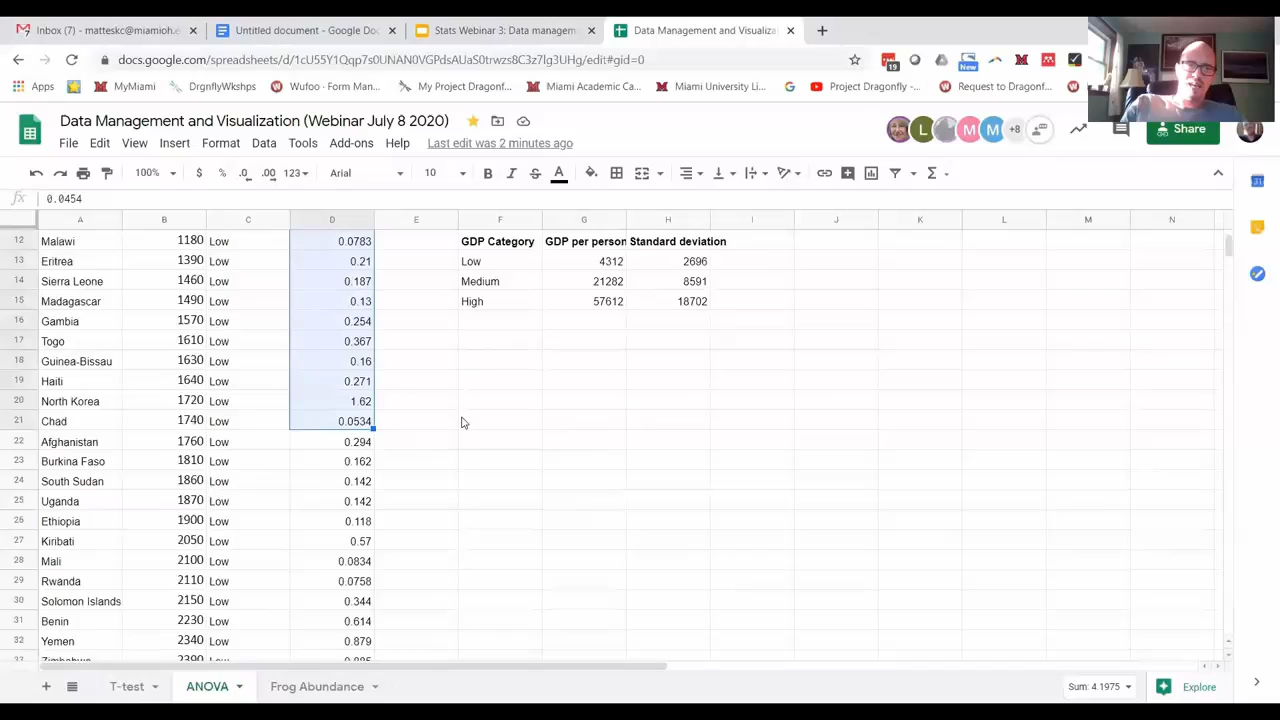 Inbox (7) - matteskc@miamioh.e
Untitled document - Google Doc
Stats Webinar 3: Data managem
Data Management and Visualiza
docs.google.com/spreadsheets/d/
edit#gid=0
19
New
Apps
MyMiami
DrgnflyWkshps
Wufoo - Form Man...
My Project Dragonf...
Miami Academic Ca...
Miami University Li...
Project Dragonfly -...
Request to Dragonf...
Data Management and Visualization (Webinar July 8 2020)
L M M +8
Share
File Edit View Insert Format Data Tools Add-ons Help Last edit was 2 minutes ago
100% $ % .0 .00 123 Arial 10 B I S A Σ
31
fx 0.0454
A B C D E F G H I J K L M N
12 Malawi 1180 Low 0.0783 GDP Category GDP per person Standard deviation
13 Eritrea 1390 Low 0.21 Low 4312 2696
14 Sierra Leone 1460 Low 0.187 Medium 21282 8591
15 Madagascar 1490 Low 0.13 High 57612 18702
16 Gambia 1570 Low 0.254
17 Togo 1610 Low 0.367
18 Guinea-Bissau 1630 Low 0.16
19 Haiti 1640 Low 0.271
20 North Korea 1720 Low 1.62
21 Chad 1740 Low 0.0534
22 Afghanistan 1760 Low 0.294
23 Burkina Faso 1810 Low 0.162
24 South Sudan 1860 Low 0.142
25 Uganda 1870 Low 0.142
26 Ethiopia 1900 Low 0.118
27 Kiribati 2050 Low 0.57
28 Mali 2100 Low 0.0834
29 Rwanda 2110 Low 0.0758
30 Solomon Islands 2150 Low 0.344
31 Benin 2230 Low 0.614
32 Yemen 2340 Low 0.879
T-test ANOVA Frog Abundance Sum: 4.1975 Explore